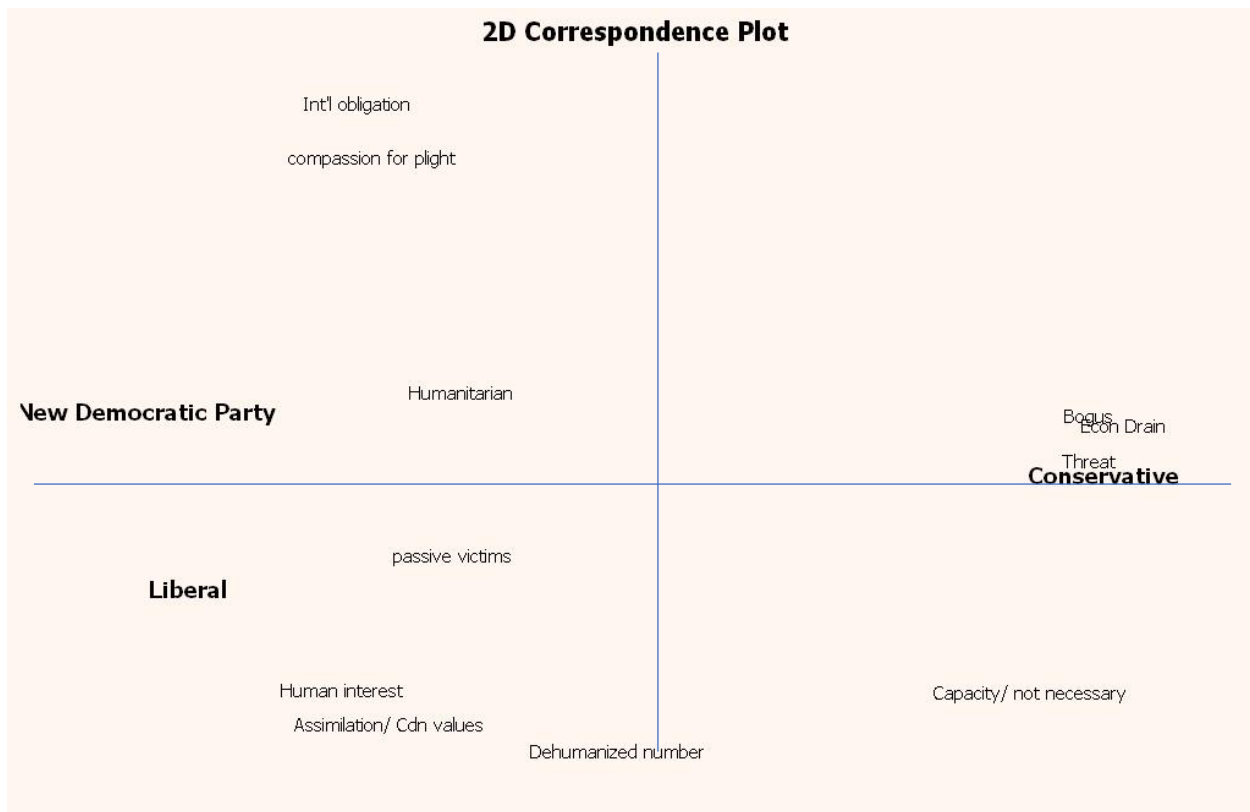 2D Correspondence Plot
Int'l obligation
compassion for plight
Humanitarian
New Democratic Party
Bogus
Econ Drain
Threat
Conservative
passive victims
Liberal
Human interest
Capacity/ not necessary
Assimilation/ Cdn values
Dehumanized number